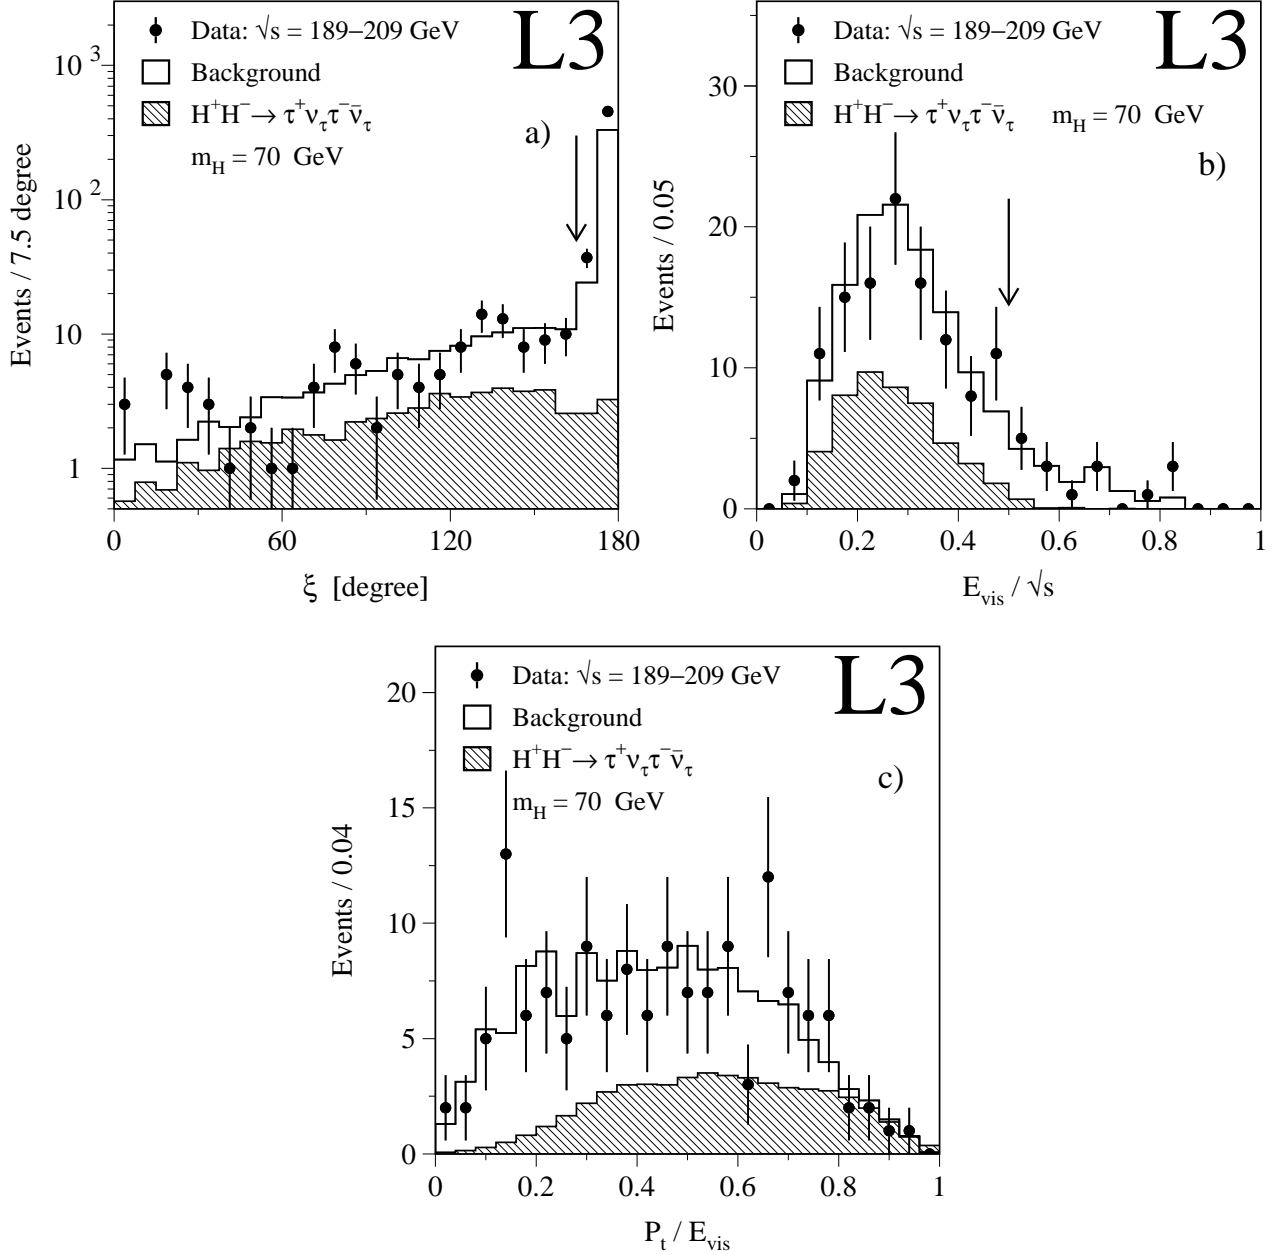 L3
Data: √s = 189–209 GeV
Background
H⁺H⁻ → τ⁺ν_τ τ⁻ν̄_τ
m_H = 70 GeV
a)
Events / 7.5 degree
10³
10²
10
1
0 60 120 180
ξ [degree]
L3
Data: √s = 189–209 GeV
Background
H⁺H⁻ → τ⁺ν_τ τ⁻ν̄_τ m_H = 70 GeV
b)
Events / 0.05
30
20
10
0
0 0.2 0.4 0.6 0.8 1
E_vis / √s
L3
Data: √s = 189–209 GeV
Background
H⁺H⁻ → τ⁺ν_τ τ⁻ν̄_τ
m_H = 70 GeV
c)
Events / 0.04
20
15
10
5
0
0 0.2 0.4 0.6 0.8 1
P_t / E_vis